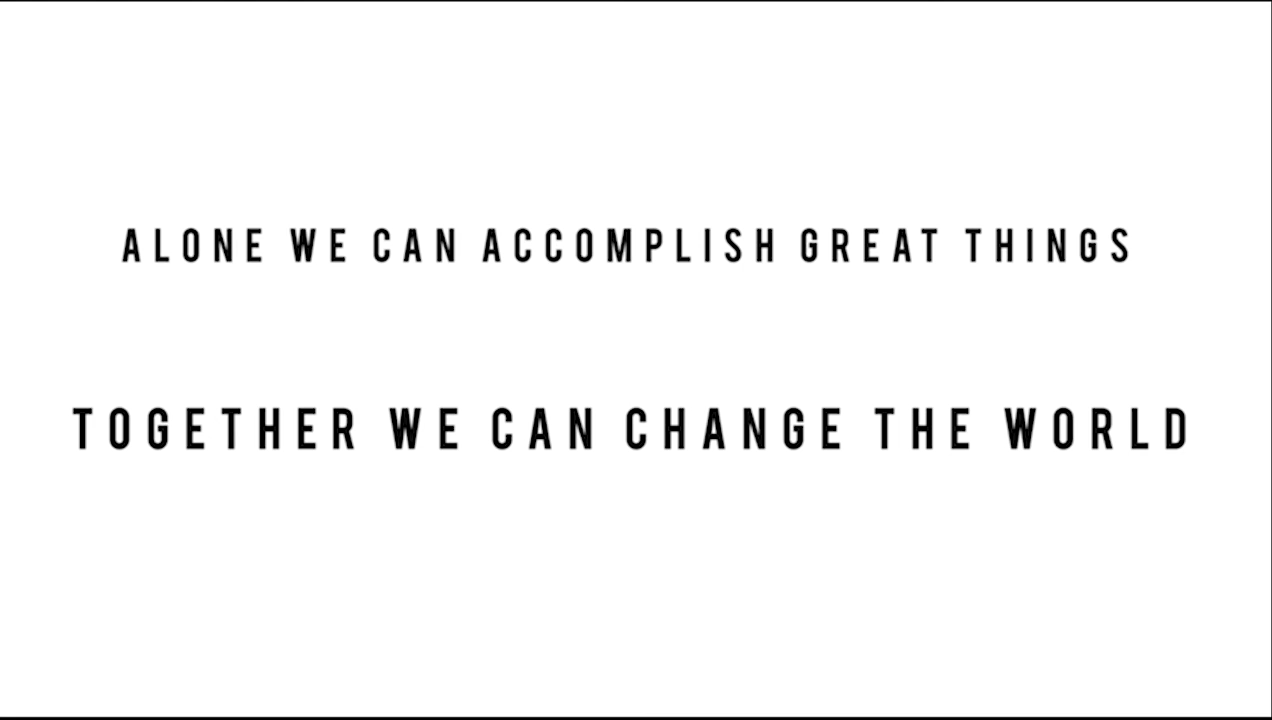 ALONE WE CAN ACCOMPLISH GREAT THINGS
TOGETHER WE CAN CHANGE THE WORLD